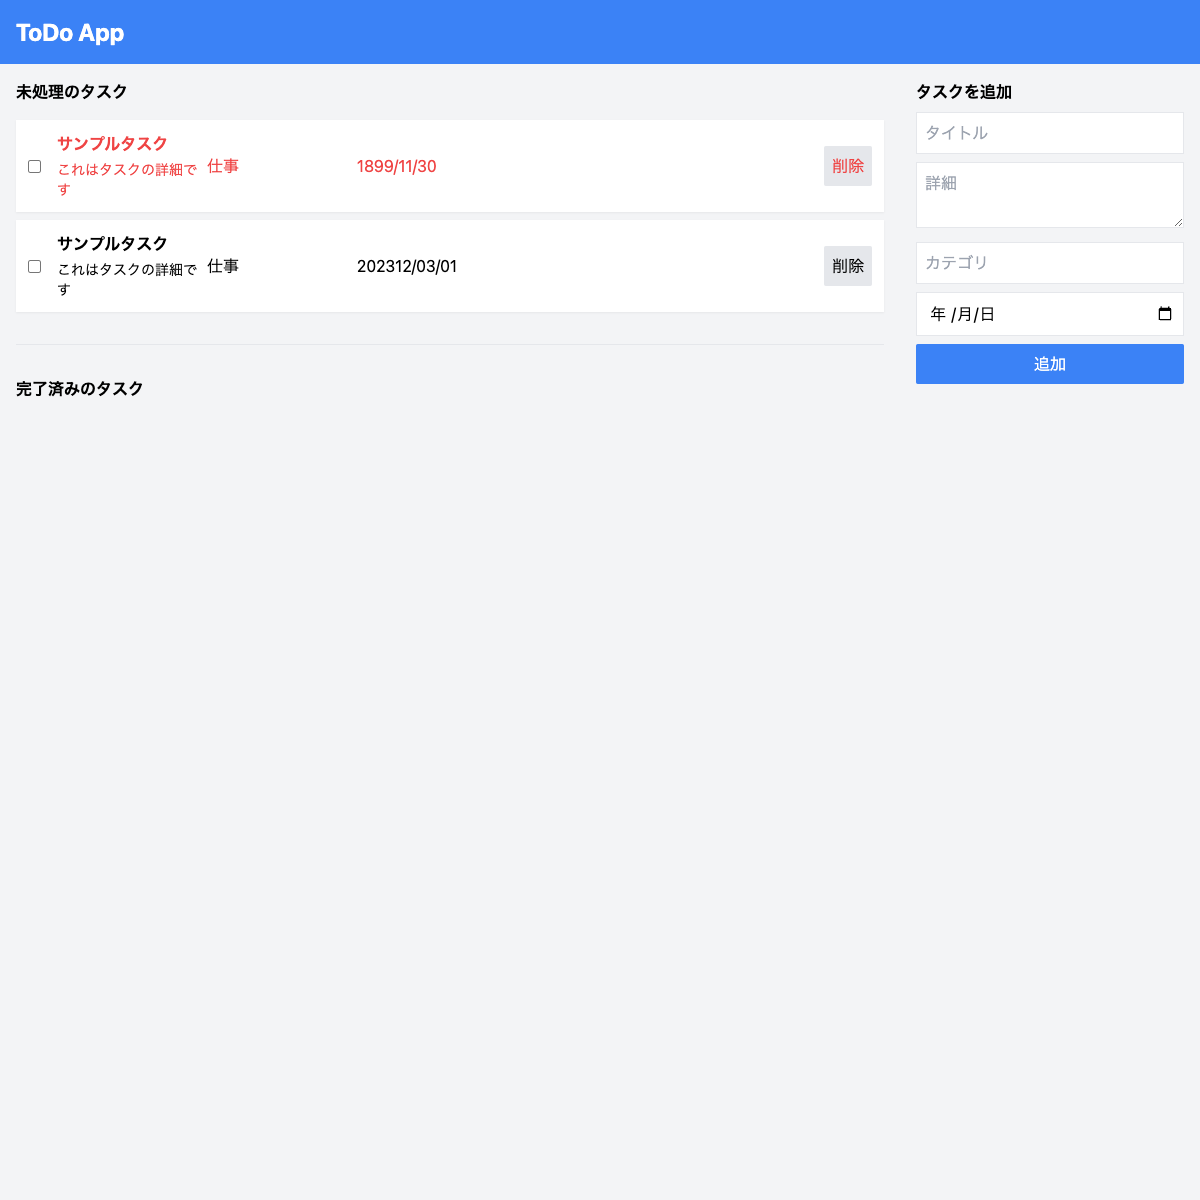 ToDo App
未処理のタスク
サンプルタスク
これはタスクの詳細で
す
仕事
1899/11/30
削除
サンプルタスク
これはタスクの詳細で
す
仕事
202312/03/01
削除
完了済みのタスク
タスクを追加
タイトル
詳細
カテゴリ
年 /月/日
追加